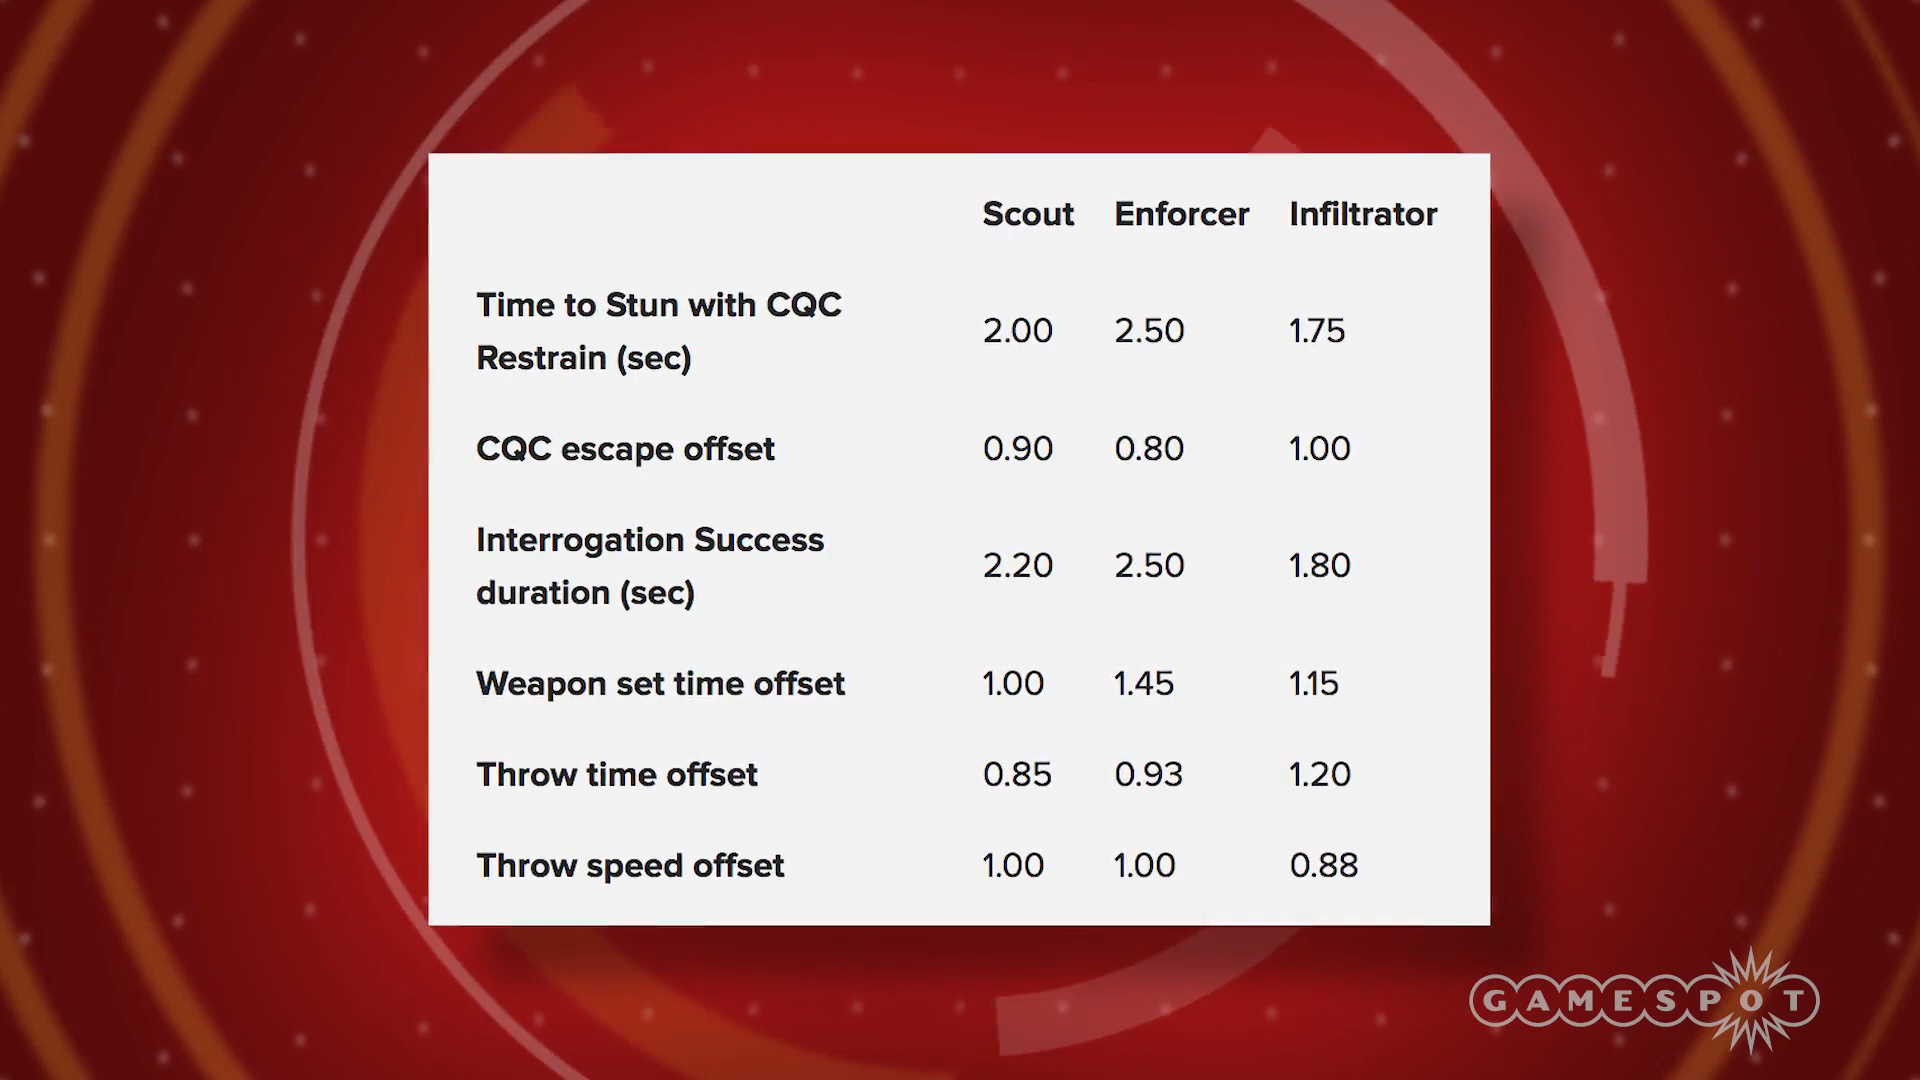 Scout Enforcer Infiltrator
Time to Stun with CQC
Restrain (sec) 2.00 2.50 1.75
CQC escape offset 0.90 0.80 1.00
Interrogation Success
duration (sec) 2.20 2.50 1.80
Weapon set time offset 1.00 1.45 1.15
Throw time offset 0.85 0.93 1.20
Throw speed offset 1.00 1.00 0.88
GAMESPOT